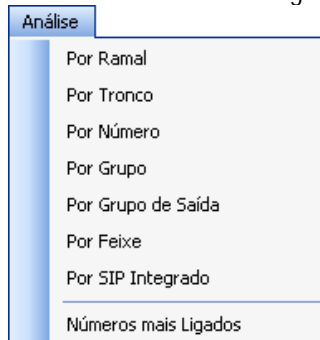 Análise
Por Ramal
Por Tronco
Por Número
Por Grupo
Por Grupo de Saída
Por Feixe
Por SIP Integrado
Números mais Ligados